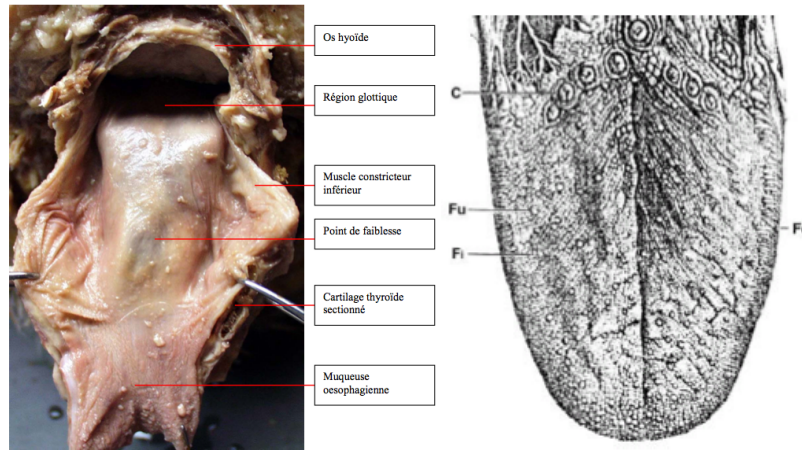 Os hyoïde
Région glottique
Muscle constricteur
inférieur
Point de faiblesse
Cartilage thyroïde
sectionné
Muqueuse
oesophagienne
C
Fu
Fi